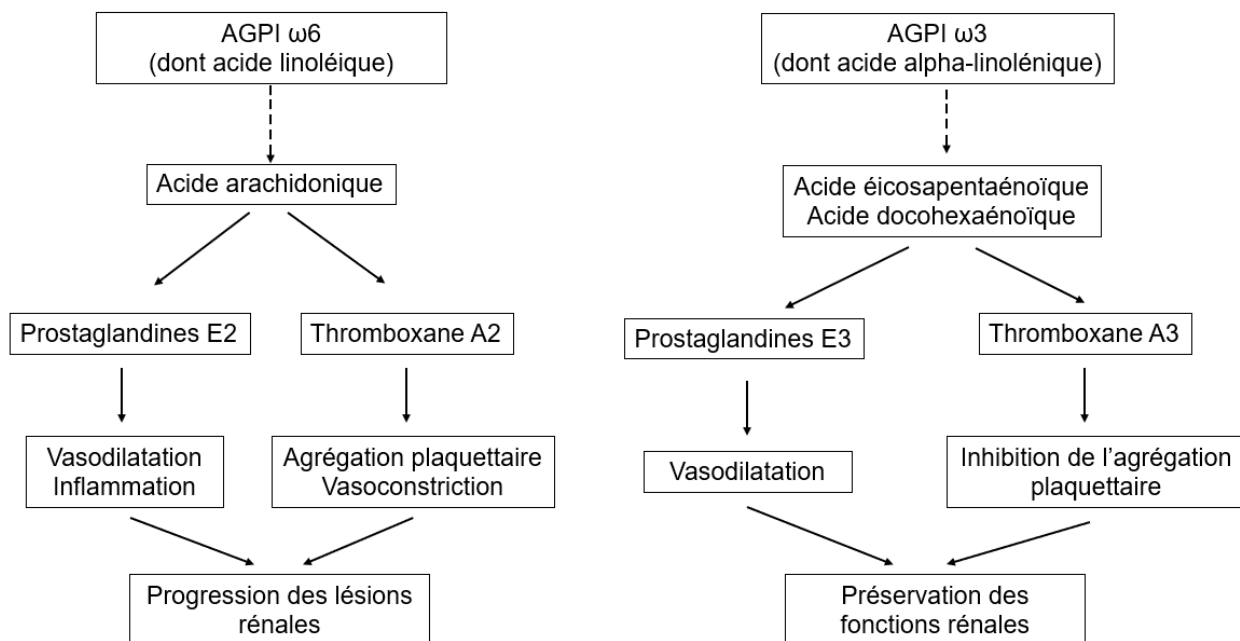 AGPI ω6
(dont acide linoléique)
Acide arachidonique
Prostaglandines E2
Thromboxane A2
Vasodilatation
Inflammation
Agrégation plaquettaire
Vasoconstriction
Progression des lésions
rénales
AGPI ω3
(dont acide alpha-linolénique)
Acide éicosapentaénoïque
Acide docohexaénoïque
Prostaglandines E3
Thromboxane A3
Vasodilatation
Inhibition de l’agrégation
plaquettaire
Préservation des
fonctions rénales